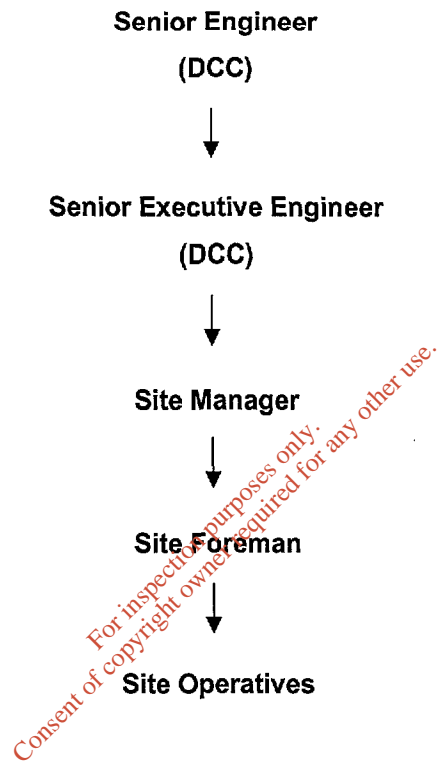 Senior Engineer
(DCC)
Senior Executive Engineer
(DCC)
Site Manager
Site Foreman
Site Operatives
For inspection purposes only.
Consent of copyright owner required for any other use.